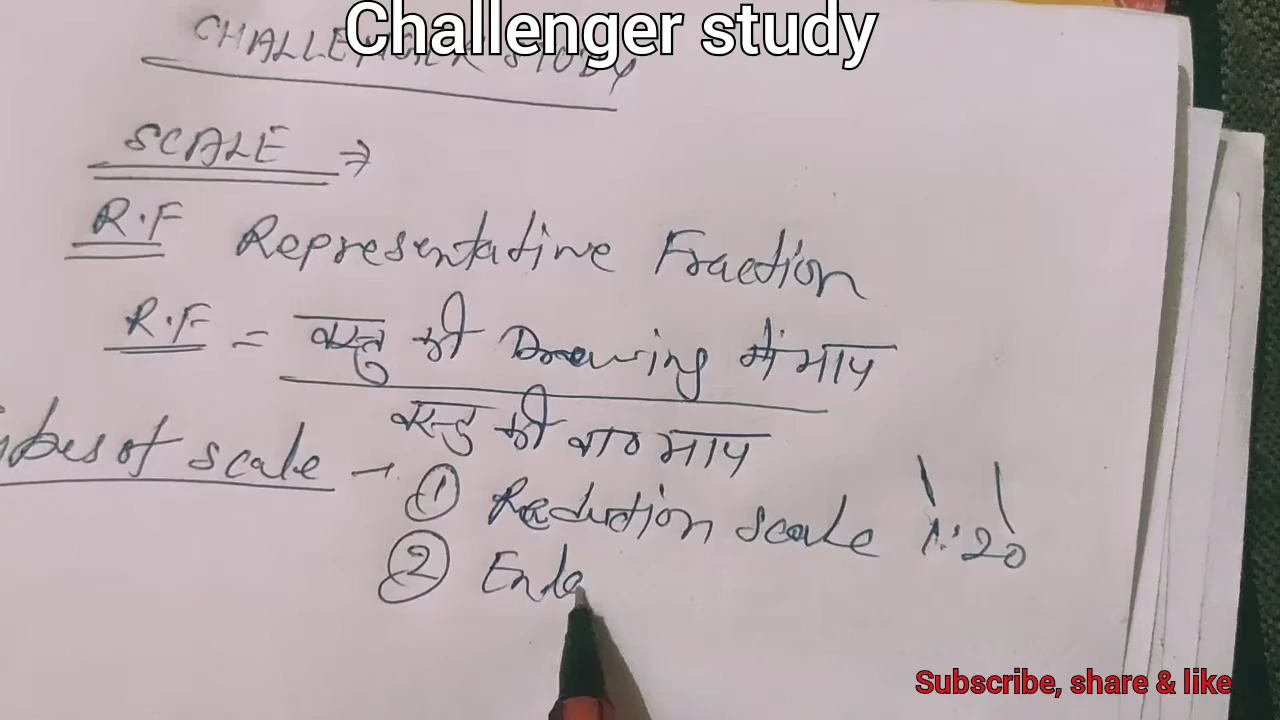 Challenger study
CHALLENGER STUDY
SCALE ⇒
R.F Representative Fraction
R.F = वस्तु की Drawing में माप
वस्तु की वा० माप
of scale → ① Reduction scale 1:20
② Enla
Subscribe, share & like